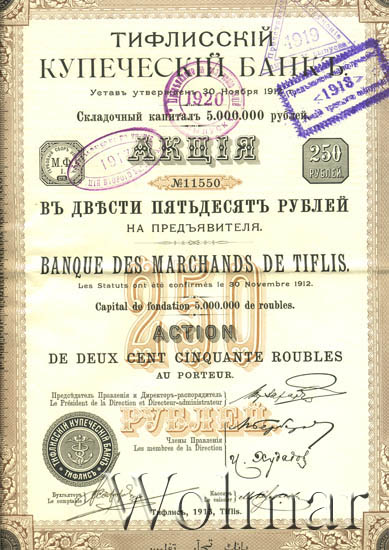 ТИФЛИССКІЙ
КУПЕЧЕСКІЙ БАНКЪ.
Уставъ утвержденъ 30 Ноября
Складочный капиталъ 5.000.000 рублей.
1919
1918
1920
АКЦІЯ
250
РУБЛЕЙ.
М.Ф.
№11550
ВЪ ДВѢСТИ ПЯТЬДЕСЯТЪ РУБЛЕЙ
НА ПРЕДЪЯВИТЕЛЯ.
BANQUE DES MARCHANDS DE TIFLIS.
Les Statuts ont été confirmés le 30 Novembre 1912.
Capital de fondation 5.000.000 de roubles.
250
ACTION
DE DEUX CENT CINQUANTE ROUBLES
AU PORTEUR.
Предсѣдатель Правленія и Директоръ-распорядитель
Le Président de la Direction et Directeur-administrateur
РУБЛЕЙ
Члены Правленія
Les membres de la Direction
ТИФЛИССКІЙ КУПЕЧЕСКІЙ БАНКЪ
ТИФЛИСЪ
Бухгалтеръ
Le comptable
Кассиръ
Le caissier
Тифлисъ, 1913, Tiflis.
Wolmar